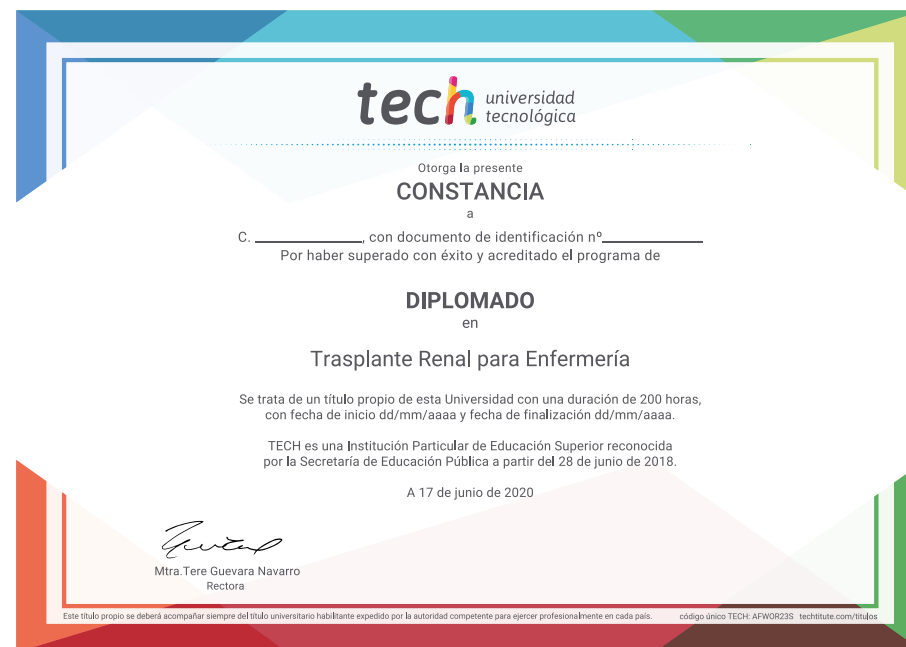 tech universidad
tecnológica
Otorga la presente
CONSTANCIA
a
C. ______________, con documento de identificación nº_____________
Por haber superado con éxito y acreditado el programa de
DIPLOMADO
en
Trasplante Renal para Enfermería
Se trata de un título propio de esta Universidad con una duración de 200 horas,
con fecha de inicio dd/mm/aaaa y fecha de finalización dd/mm/aaaa.
TECH es una Institución Particular de Educación Superior reconocida
por la Secretaría de Educación Pública a partir del 28 de junio de 2018.
A 17 de junio de 2020
Mtra.Tere Guevara Navarro
Rectora
Este título propio se deberá acompañar siempre del título universitario habilitante expedido por la autoridad competente para ejercer profesionalmente en cada país. código único TECH: AFWOR23S techtitute.com/titulos